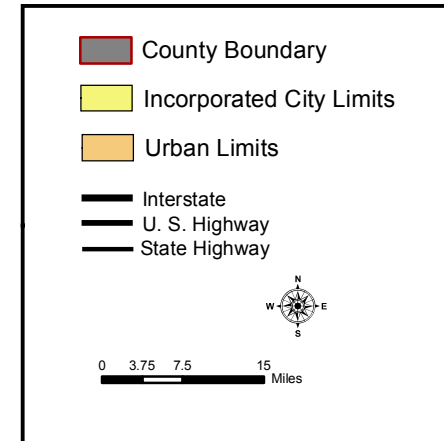 County Boundary
Incorporated City Limits
Urban Limits
Interstate
U. S. Highway
State Highway
N
W E
S
0 3.75 7.5 15
Miles